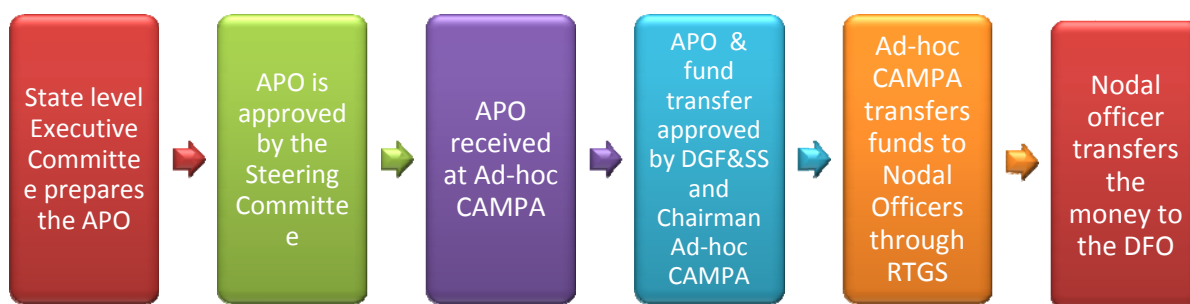 State level
Executive
Committe
e prepares
the APO
APO is
approved
by the
Steering
Committe
e
APO
received
at Ad-hoc
CAMPA
APO &
fund
transfer
approved
by DGF&SS
and
Chairman
Ad-hoc
CAMPA
Ad-hoc
CAMPA
transfers
funds to
Nodal
Officers
through
RTGS
Nodal
officer
transfers
the
money to
the DFO